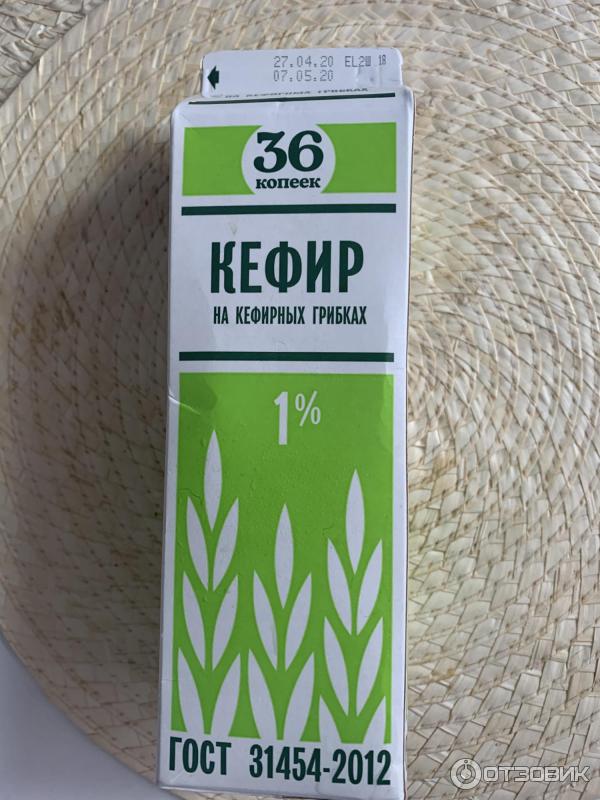 27.04.20 EL2Ш 18
07.05.20
НА КЕФИРНЫХ ГРИБКАХ
36
копеек
КЕФИР
НА КЕФИРНЫХ ГРИБКАХ
1%
ГОСТ 31454-2012
ОТЗОВИК